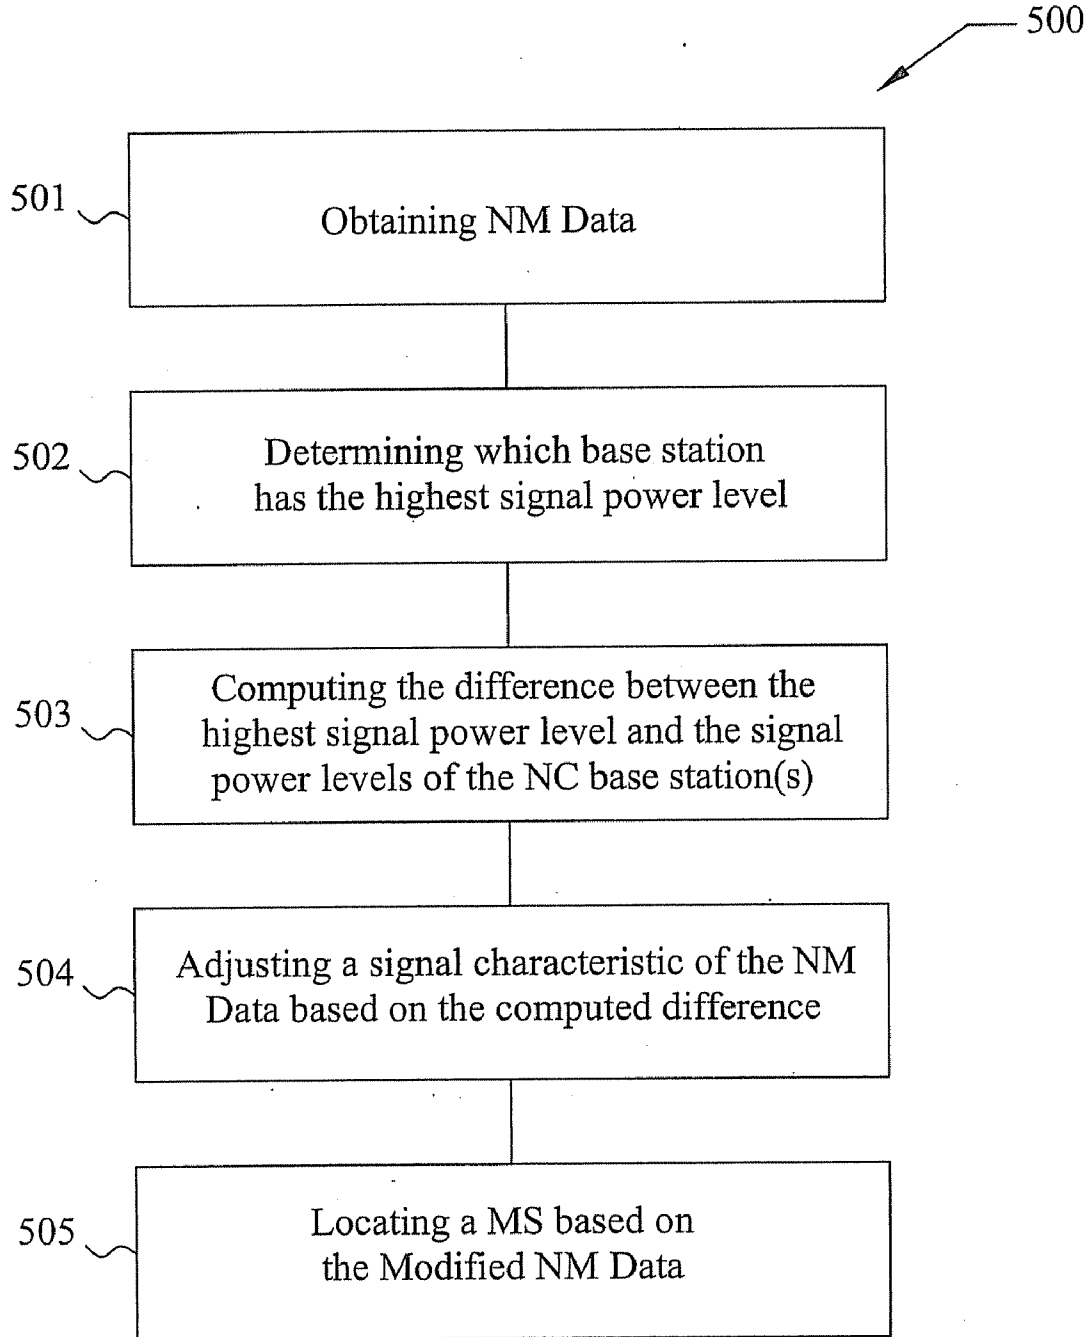 500
501
Obtaining NM Data
502
Determining which base station
has the highest signal power level
503
Computing the difference between the
highest signal power level and the signal
power levels of the NC base station(s)
504
Adjusting a signal characteristic of the NM
Data based on the computed difference
505
Locating a MS based on
the Modified NM Data